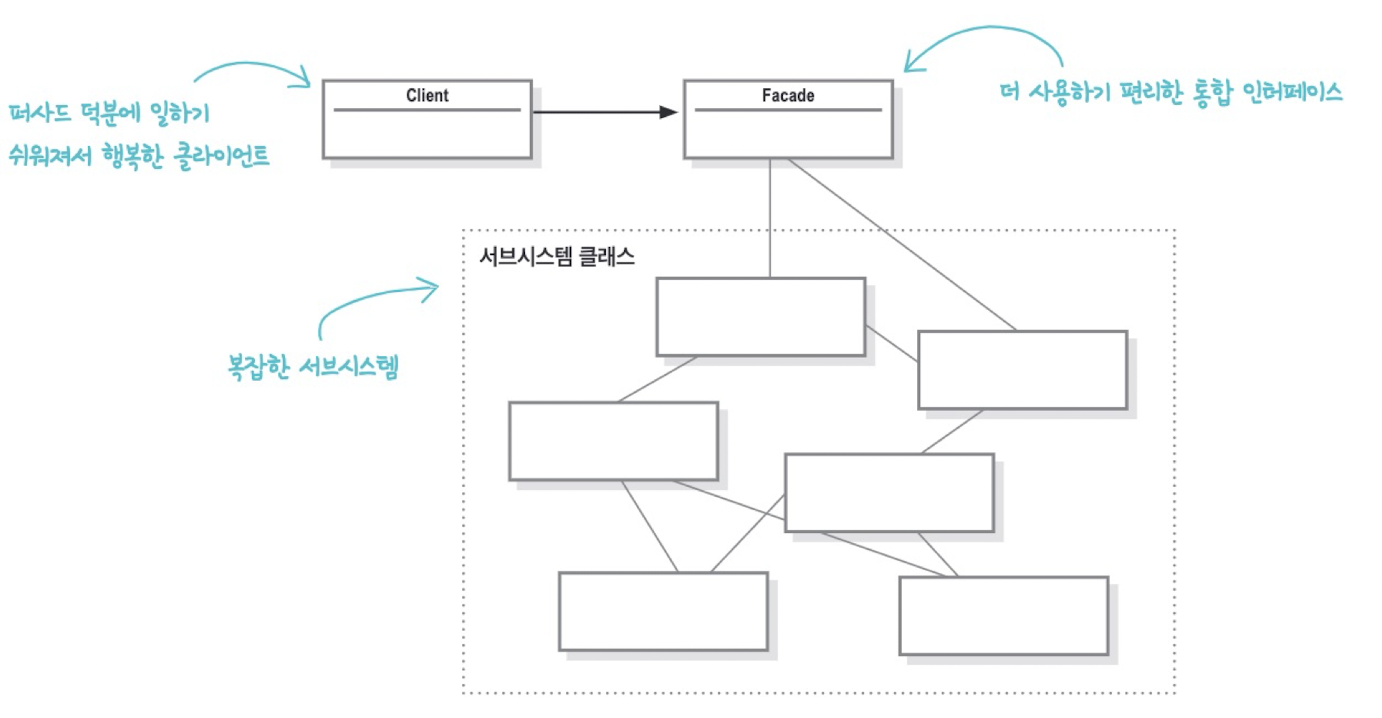 더 사용하기 편리한 통합 인터페이스
Client
Facade
퍼사드 덕분에 일하기
쉬워져서 행복한 클라이언트
서브시스템 클래스
복잡한 서브시스템